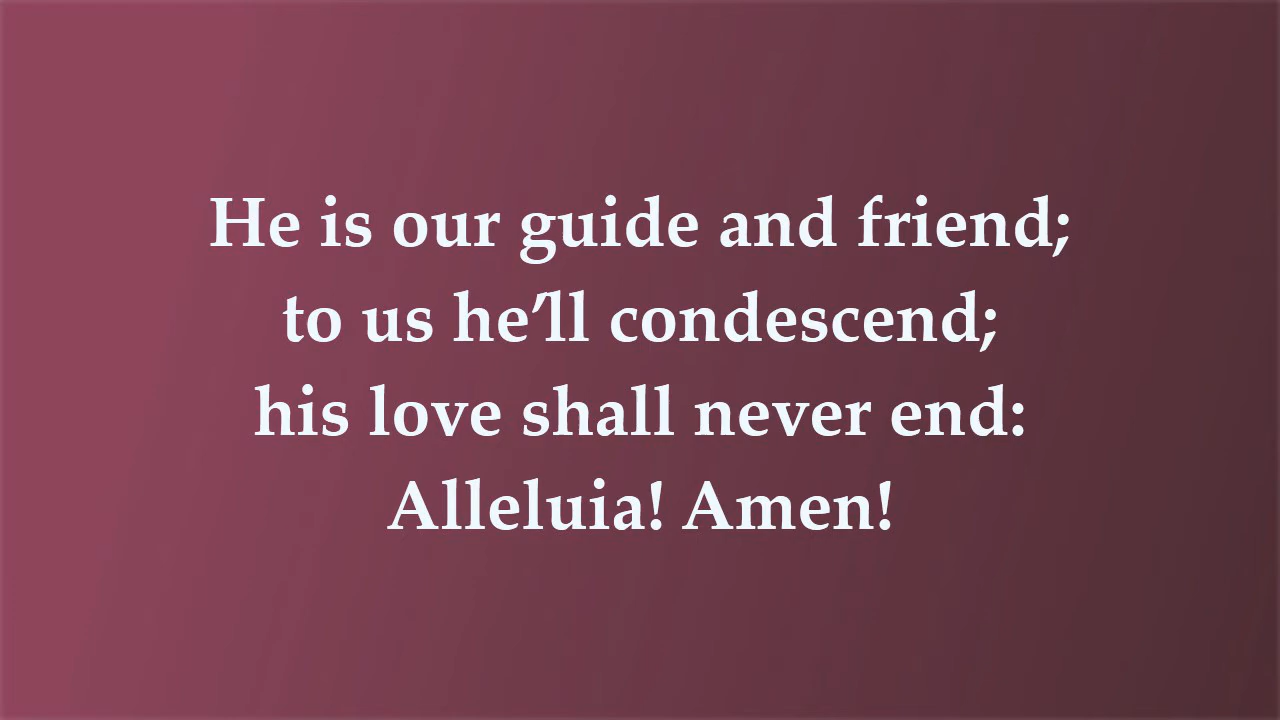 He is our guide and friend;
to us he’ll condescend;
his love shall never end:
Alleluia! Amen!